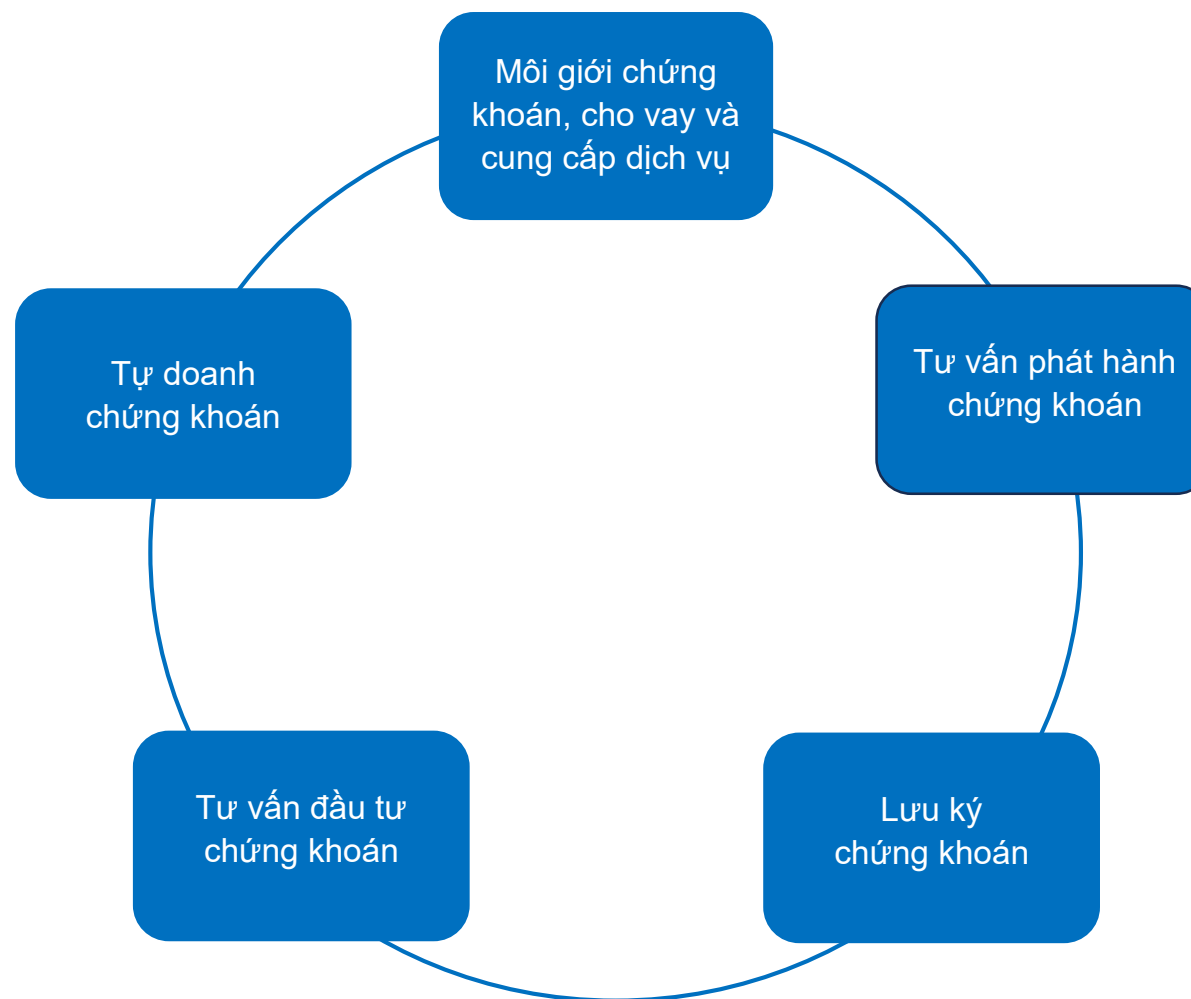 Môi giới chứng
khoán, cho vay và
cung cấp dịch vụ
Tự doanh
chứng khoán
Tư vấn phát hành
chứng khoán
Tư vấn đầu tư
chứng khoán
Lưu ký
chứng khoán